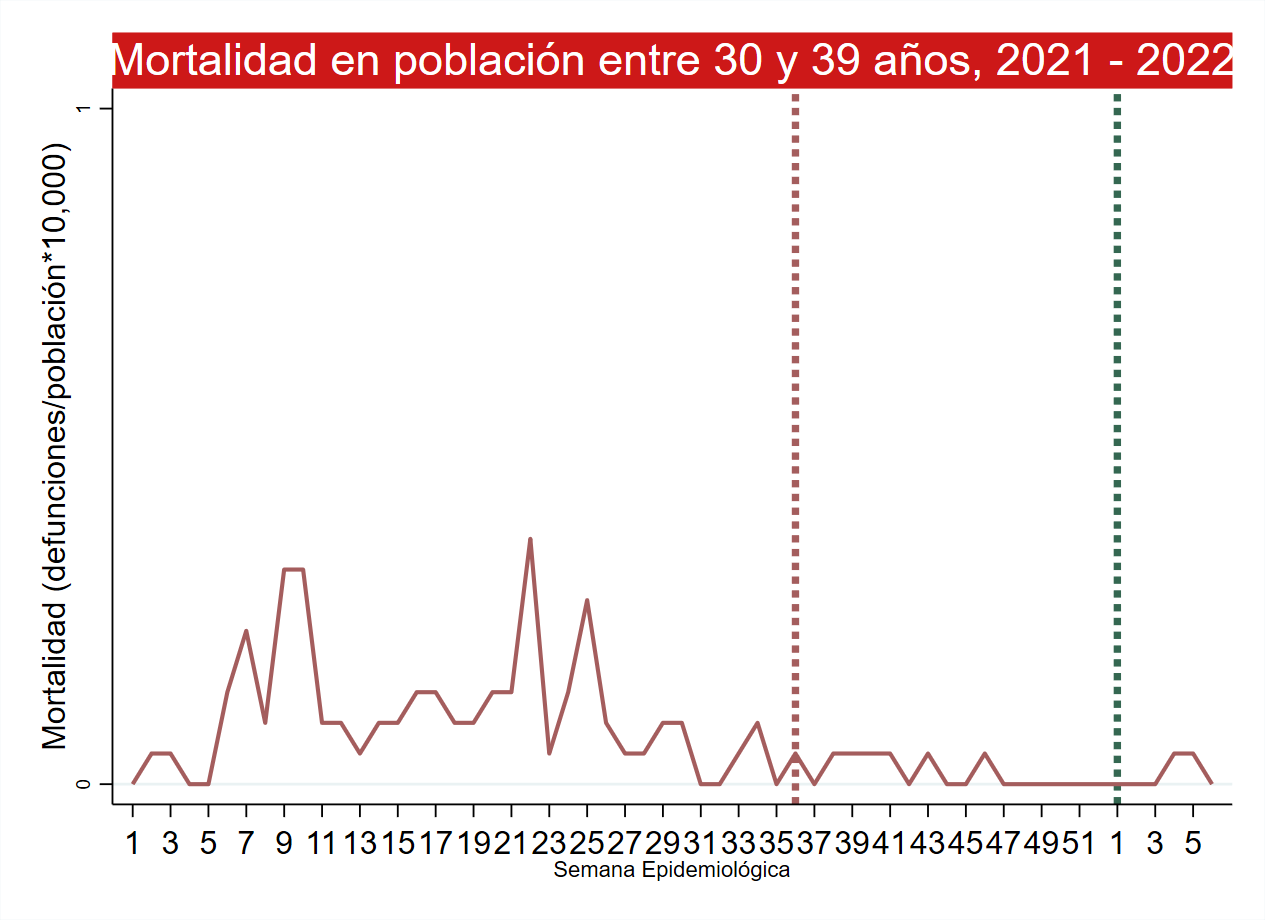 Mortalidad en población entre 30 y 39 años, 2021 - 2022
Mortalidad (defunciones/población*10,000)
1
0
1 3 5 7 9 11 13 15 17 19 21 23 25 27 29 31 33 35 37 39 41 43 45 47 49 51 1 3 5
Semana Epidemiológica